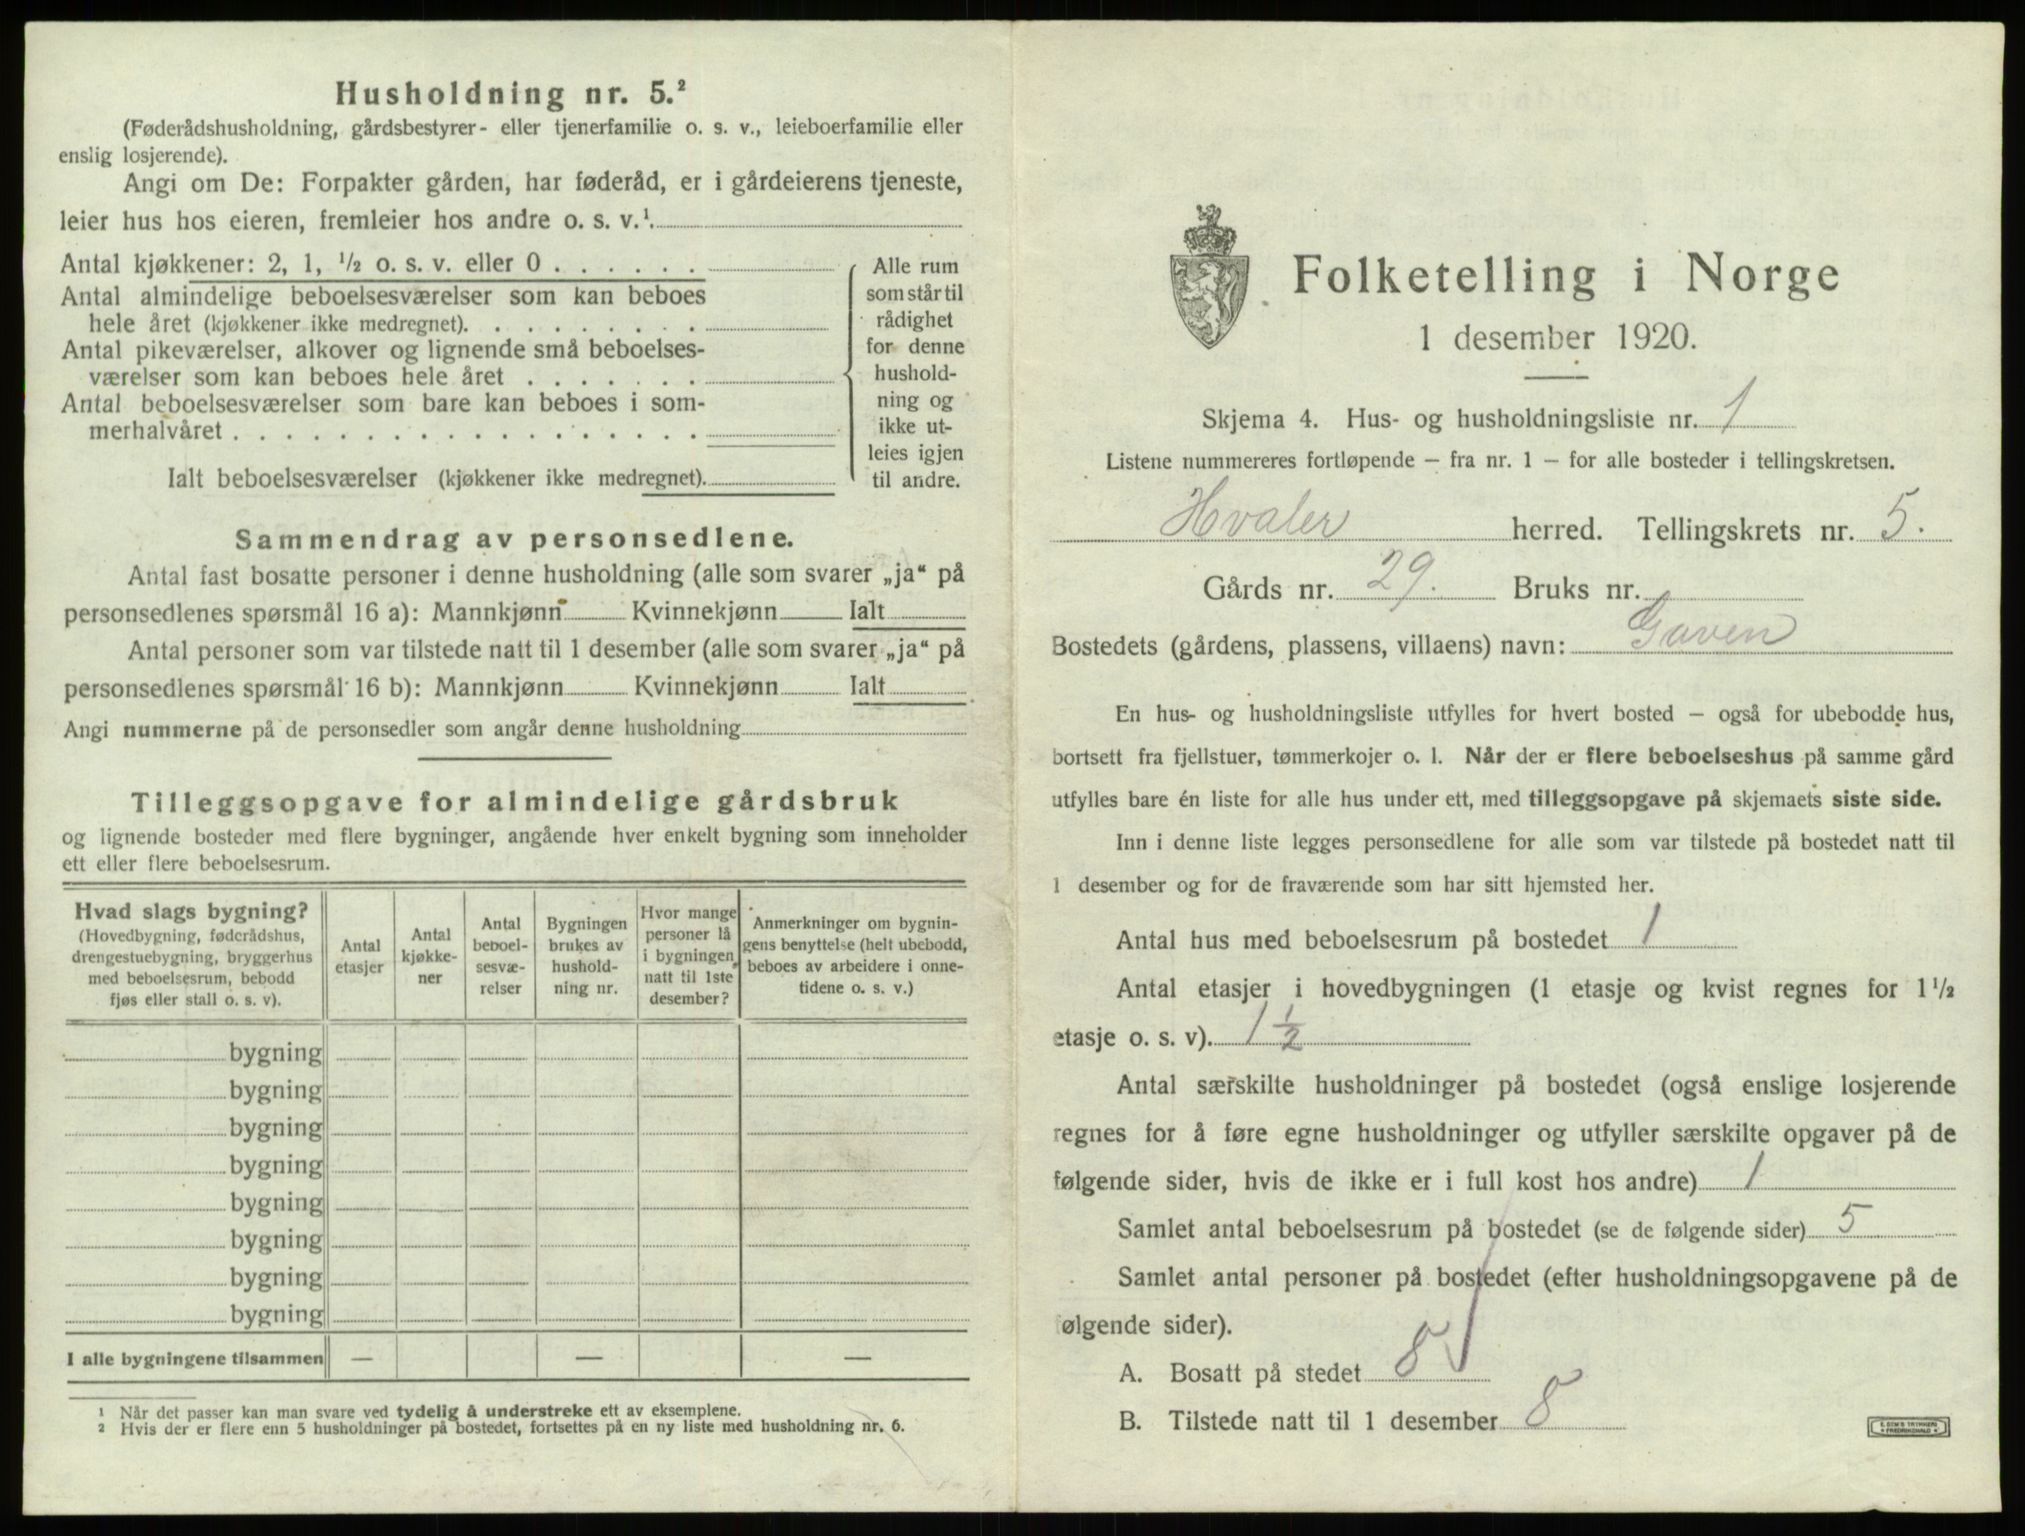 Husholdning nr. 5.²
(Føderådshusholdning, gårdsbestyrer- eller tjenerfamilie o. s. v., leieboerfamilie eller
enslig losjerende).
Angi om De: Forpakter gården, har føderåd, er i gårdeierens tjeneste,
leier hus hos eieren, fremleier hos andre o. s. v.¹
Antal kjøkkener: 2, 1, ½ o. s. v. eller 0
Antal almindelige beboelsesværelser som kan beboes
hele året (kjøkkener ikke medregnet).
Antal pikeværelser, alkover og lignende små beboelses-
værelser som kan beboes hele året
Antal beboelsesværelser som bare kan beboes i som-
merhalvåret
Ialt beboelsesværelser (kjøkkener ikke medregnet).
Alle rum
som står til
rådighet
for denne
hushold-
ning og
ikke ut-
leies igjen
til andre.
Sammendrag av personsedlene.
Antal fast bosatte personer i denne husholdning (alle som svarer „ja“ på
personsedlenes spørsmål 16 a): Mannkjønn Kvinnekjønn Ialt
Antal personer som var tilstede natt til 1 desember (alle som svarer „ja“ på
personsedlenes spørsmål 16 b): Mannkjønn Kvinnekjønn Ialt
Angi nummerne på de personsedler som angår denne husholdning
Tilleggsopgave for almindelige gårdsbruk
og lignende bosteder med flere bygninger, angående hver enkelt bygning som inneholder
ett eller flere beboelsesrum.
Hvad slags bygning?
(Hovedbygning, føderådshus,
drengestuebygning, bryggerhus
med beboelsesrum, bebodd
fjøs eller stall o. s. v).
Antal
etasjer
Antal
kjøkke-
ner
Antal
beboel-
sesvæ-
relser
Bygningen
brukes av
hushold-
ning nr.
Hvor mange
personer lå
i bygningen
natt til 1ste
desember?
Anmerkninger om bygnin-
gens benyttelse (helt ubebodd,
beboes av arbeidere i onne-
tidene o. s. v.)
bygning
bygning
bygning
bygning
bygning
bygning
bygning
bygning
I alle bygningene tilsammen — — —
¹ Når det passer kan man svare ved tydelig å understreke ett av eksemplene.
² Hvis der er flere enn 5 husholdninger på bostedet, fortsettes på en ny liste med husholdning nr. 6.
Folketelling i Norge
1 desember 1920.
Skjema 4. Hus- og husholdningsliste nr. 1
Listene nummereres fortløpende — fra nr. 1 — for alle bosteder i tellingskretsen.
Hvaler herred. Tellingskrets nr. 5.
Gårds nr. 29. Bruks nr.
Bostedets (gårdens, plassens, villaens) navn: Gaven
En hus- og husholdningsliste utfylles for hvert bosted — også for ubebodde hus,
bortsett fra fjellstuer, tømmerkojer o. l. Når der er flere beboelseshus på samme gård
utfylles bare én liste for alle hus under ett, med tilleggsopgave på skjemaets siste side.
Inn i denne liste legges personsedlene for alle som var tilstede på bostedet natt til
1 desember og for de fraværende som har sitt hjemsted her.
Antal hus med beboelsesrum på bostedet 1
Antal etasjer i hovedbygningen (1 etasje og kvist regnes for 1½
etasje o. s. v). 1½
Antal særskilte husholdninger på bostedet (også enslige losjerende
regnes for å føre egne husholdninger og utfyller særskilte opgaver på de
følgende sider, hvis de ikke er i full kost hos andre) 1
Samlet antal beboelsesrum på bostedet (se de følgende sider) 5
Samlet antal personer på bostedet (efter husholdningsopgavene på de
følgende sider).
A. Bosatt på stedet 8
B. Tilstede natt til 1 desember 8